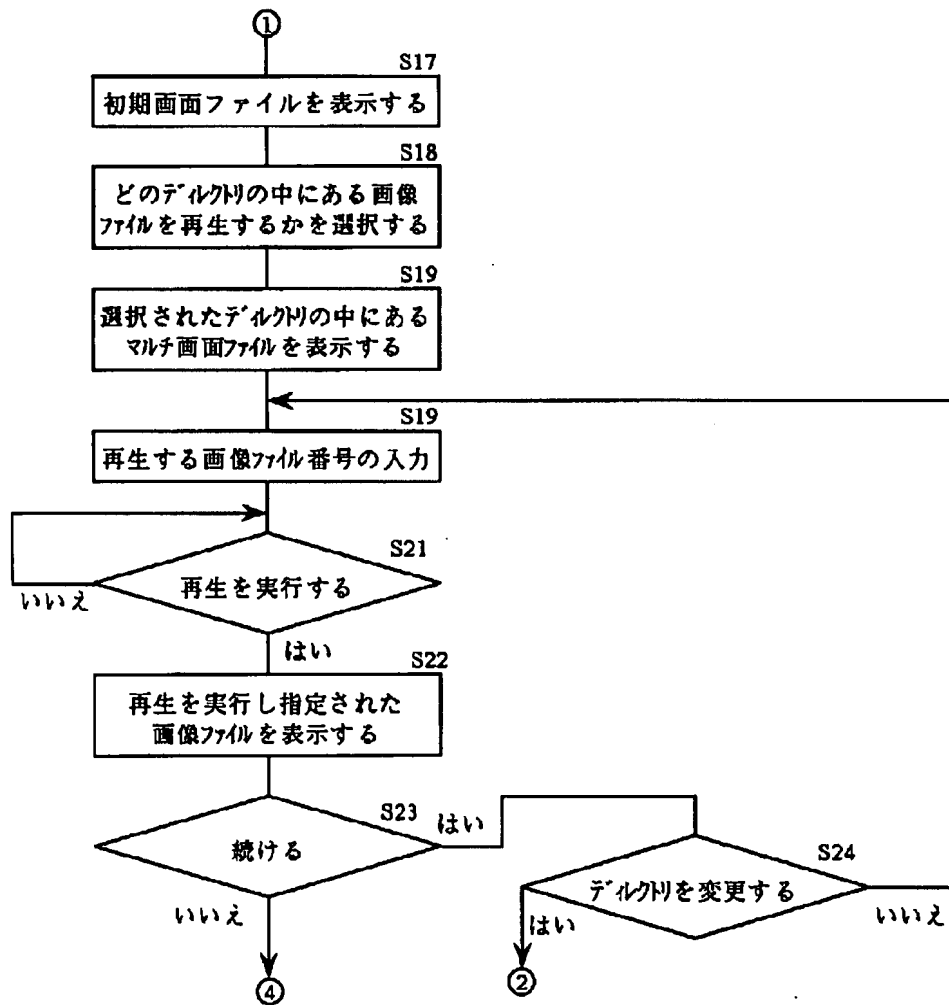 ①
S17
初期画面ファイルを表示する
S18
どのディレクトリの中にある画像
ファイルを再生するかを選択する
S19
選択されたディレクトリの中にある
マルチ画面ファイルを表示する
S19
再生する画像ファイル番号の入力
S21
再生を実行する
いいえ
はい
S22
再生を実行し指定された
画像ファイルを表示する
S23
続ける
はい
いいえ
S24
ディレクトリを変更する
はい
いいえ
④
②